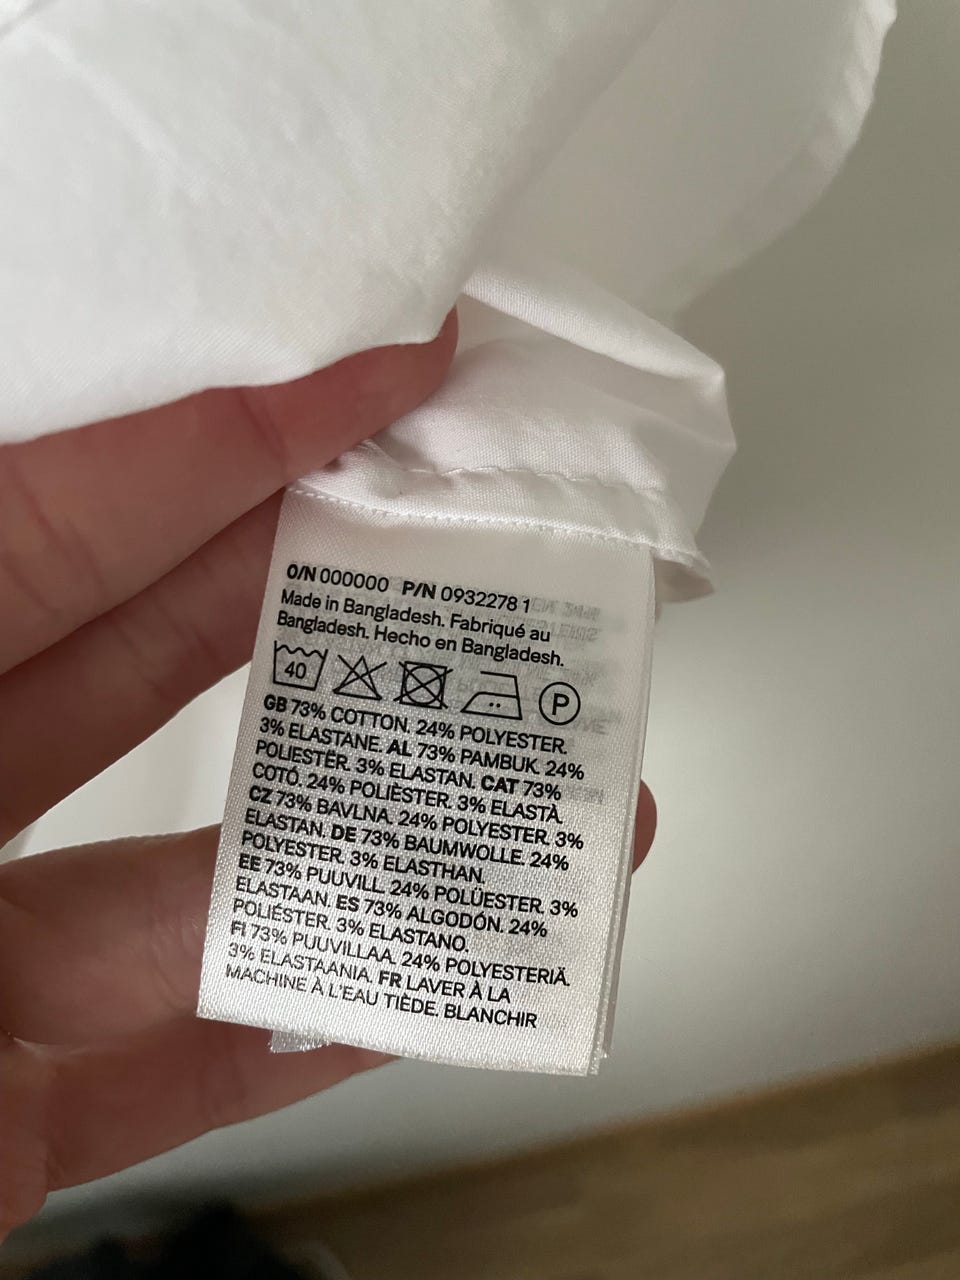 O/N 000000 P/N 0932278 1
Made in Bangladesh. Fabriqué au
Bangladesh. Hecho en Bangladesh.
40 P
GB 73% COTTON. 24% POLYESTER.
3% ELASTANE. AL 73% PAMBUK. 24%
POLIESTËR. 3% ELASTAN. CAT 73%
COTÓ. 24% POLIÈSTER. 3% ELASTÀ.
CZ 73% BAVLNA. 24% POLYESTER. 3%
ELASTAN. DE 73% BAUMWOLLE. 24%
POLYESTER. 3% ELASTHAN.
EE 73% PUUVILL. 24% POLÜESTER. 3%
ELASTAAN. ES 73% ALGODÓN. 24%
POLIÉSTER. 3% ELASTANO.
FI 73% PUUVILLAA. 24% POLYESTERIÄ.
3% ELASTAANIA. FR LAVER À LA
MACHINE À L'EAU TIÈDE. BLANCHIR